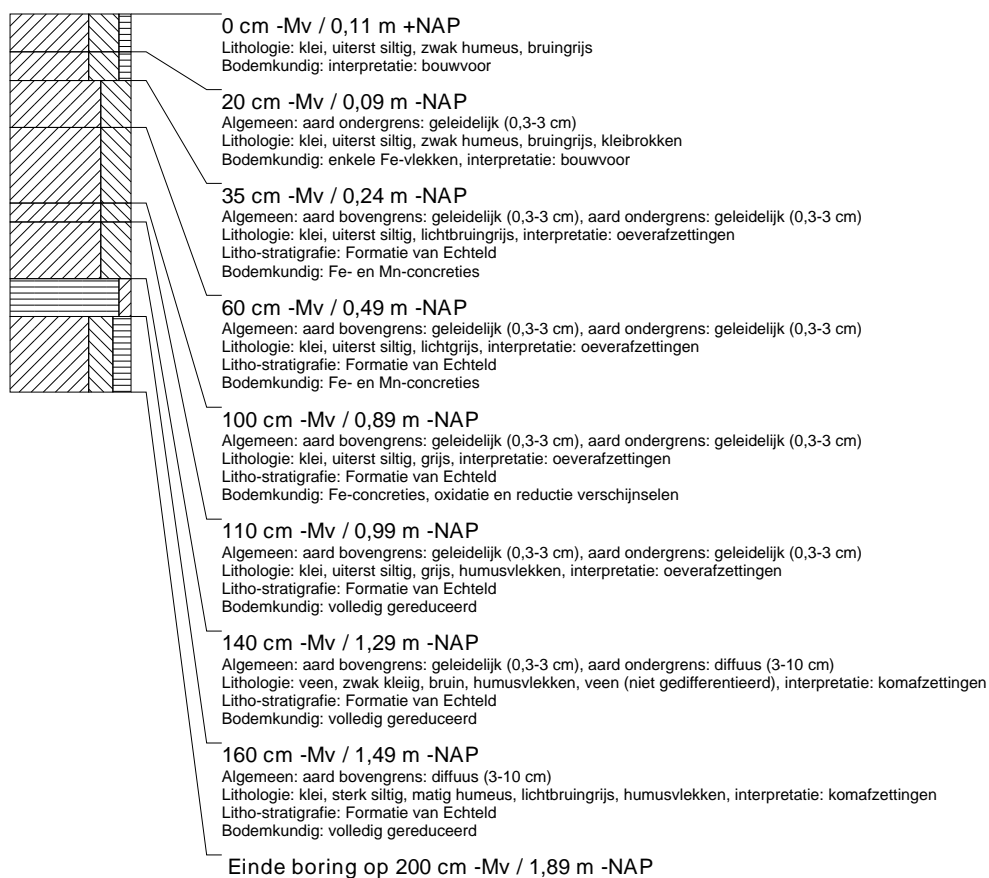 0 cm -Mv / 0,11 m +NAP
Lithologie: klei, uiterst siltig, zwak humeus, bruingrijs
Bodemkundig: interpretatie: bouwvoor
20 cm -Mv / 0,09 m -NAP
Algemeen: aard ondergrens: geleidelijk (0,3-3 cm)
Lithologie: klei, uiterst siltig, zwak humeus, bruingrijs, kleibrokken
Bodemkundig: enkele Fe-vlekken, interpretatie: bouwvoor
35 cm -Mv / 0,24 m -NAP
Algemeen: aard bovengrens: geleidelijk (0,3-3 cm), aard ondergrens: geleidelijk (0,3-3 cm)
Lithologie: klei, uiterst siltig, lichtbruingrijs, interpretatie: oeverafzettingen
Litho-stratigrafie: Formatie van Echteld
Bodemkundig: Fe- en Mn-concreties
60 cm -Mv / 0,49 m -NAP
Algemeen: aard bovengrens: geleidelijk (0,3-3 cm), aard ondergrens: geleidelijk (0,3-3 cm)
Lithologie: klei, uiterst siltig, lichtgrijs, interpretatie: oeverafzettingen
Litho-stratigrafie: Formatie van Echteld
Bodemkundig: Fe- en Mn-concreties
100 cm -Mv / 0,89 m -NAP
Algemeen: aard bovengrens: geleidelijk (0,3-3 cm), aard ondergrens: geleidelijk (0,3-3 cm)
Lithologie: klei, uiterst siltig, grijs, interpretatie: oeverafzettingen
Litho-stratigrafie: Formatie van Echteld
Bodemkundig: Fe-concreties, oxidatie en reductie verschijnselen
110 cm -Mv / 0,99 m -NAP
Algemeen: aard bovengrens: geleidelijk (0,3-3 cm), aard ondergrens: geleidelijk (0,3-3 cm)
Lithologie: klei, uiterst siltig, grijs, humusvlekken, interpretatie: oeverafzettingen
Litho-stratigrafie: Formatie van Echteld
Bodemkundig: volledig gereduceerd
140 cm -Mv / 1,29 m -NAP
Algemeen: aard bovengrens: geleidelijk (0,3-3 cm), aard ondergrens: diffuus (3-10 cm)
Lithologie: veen, zwak kleiig, bruin, humusvlekken, veen (niet gedifferentieerd), interpretatie: komafzettingen
Litho-stratigrafie: Formatie van Echteld
Bodemkundig: volledig gereduceerd
160 cm -Mv / 1,49 m -NAP
Algemeen: aard bovengrens: diffuus (3-10 cm)
Lithologie: klei, sterk siltig, matig humeus, lichtbruingrijs, humusvlekken, interpretatie: komafzettingen
Litho-stratigrafie: Formatie van Echteld
Bodemkundig: volledig gereduceerd
Einde boring op 200 cm -Mv / 1,89 m -NAP